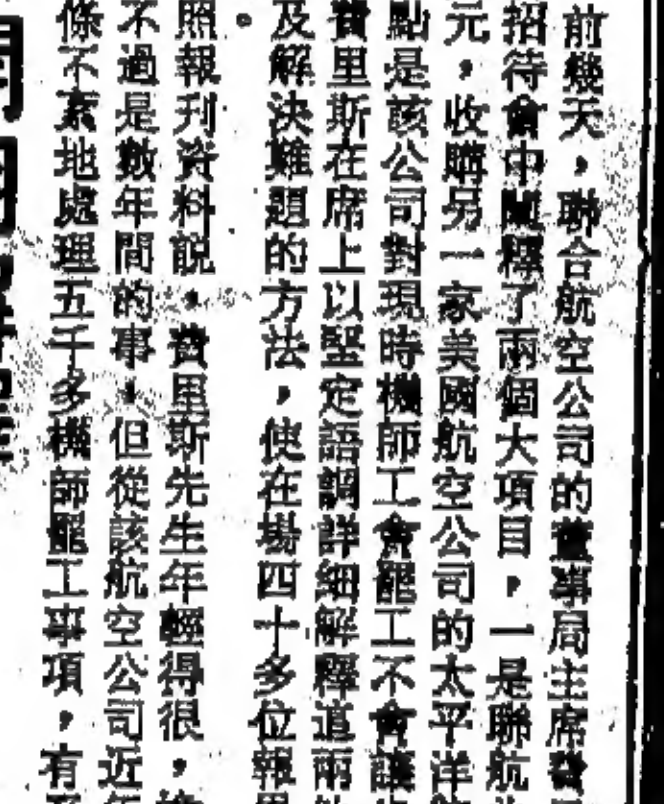 前幾天，聯合航空公司的董事局主席費
招待會中闡釋了兩個大項目，一是聯航
元，收購另一家美國航空公司的太平洋
點是該公司對現時機師工會罷工不會讓
費里斯在席上以堅定語調詳細解釋這兩
及解決難題的方法，使在場四十多位報
。
照報刊資料說，費里斯先生年輕得很，
不過是數年間的事，但從該航空公司近
條不紊地處理五千多機師罷工事項，有